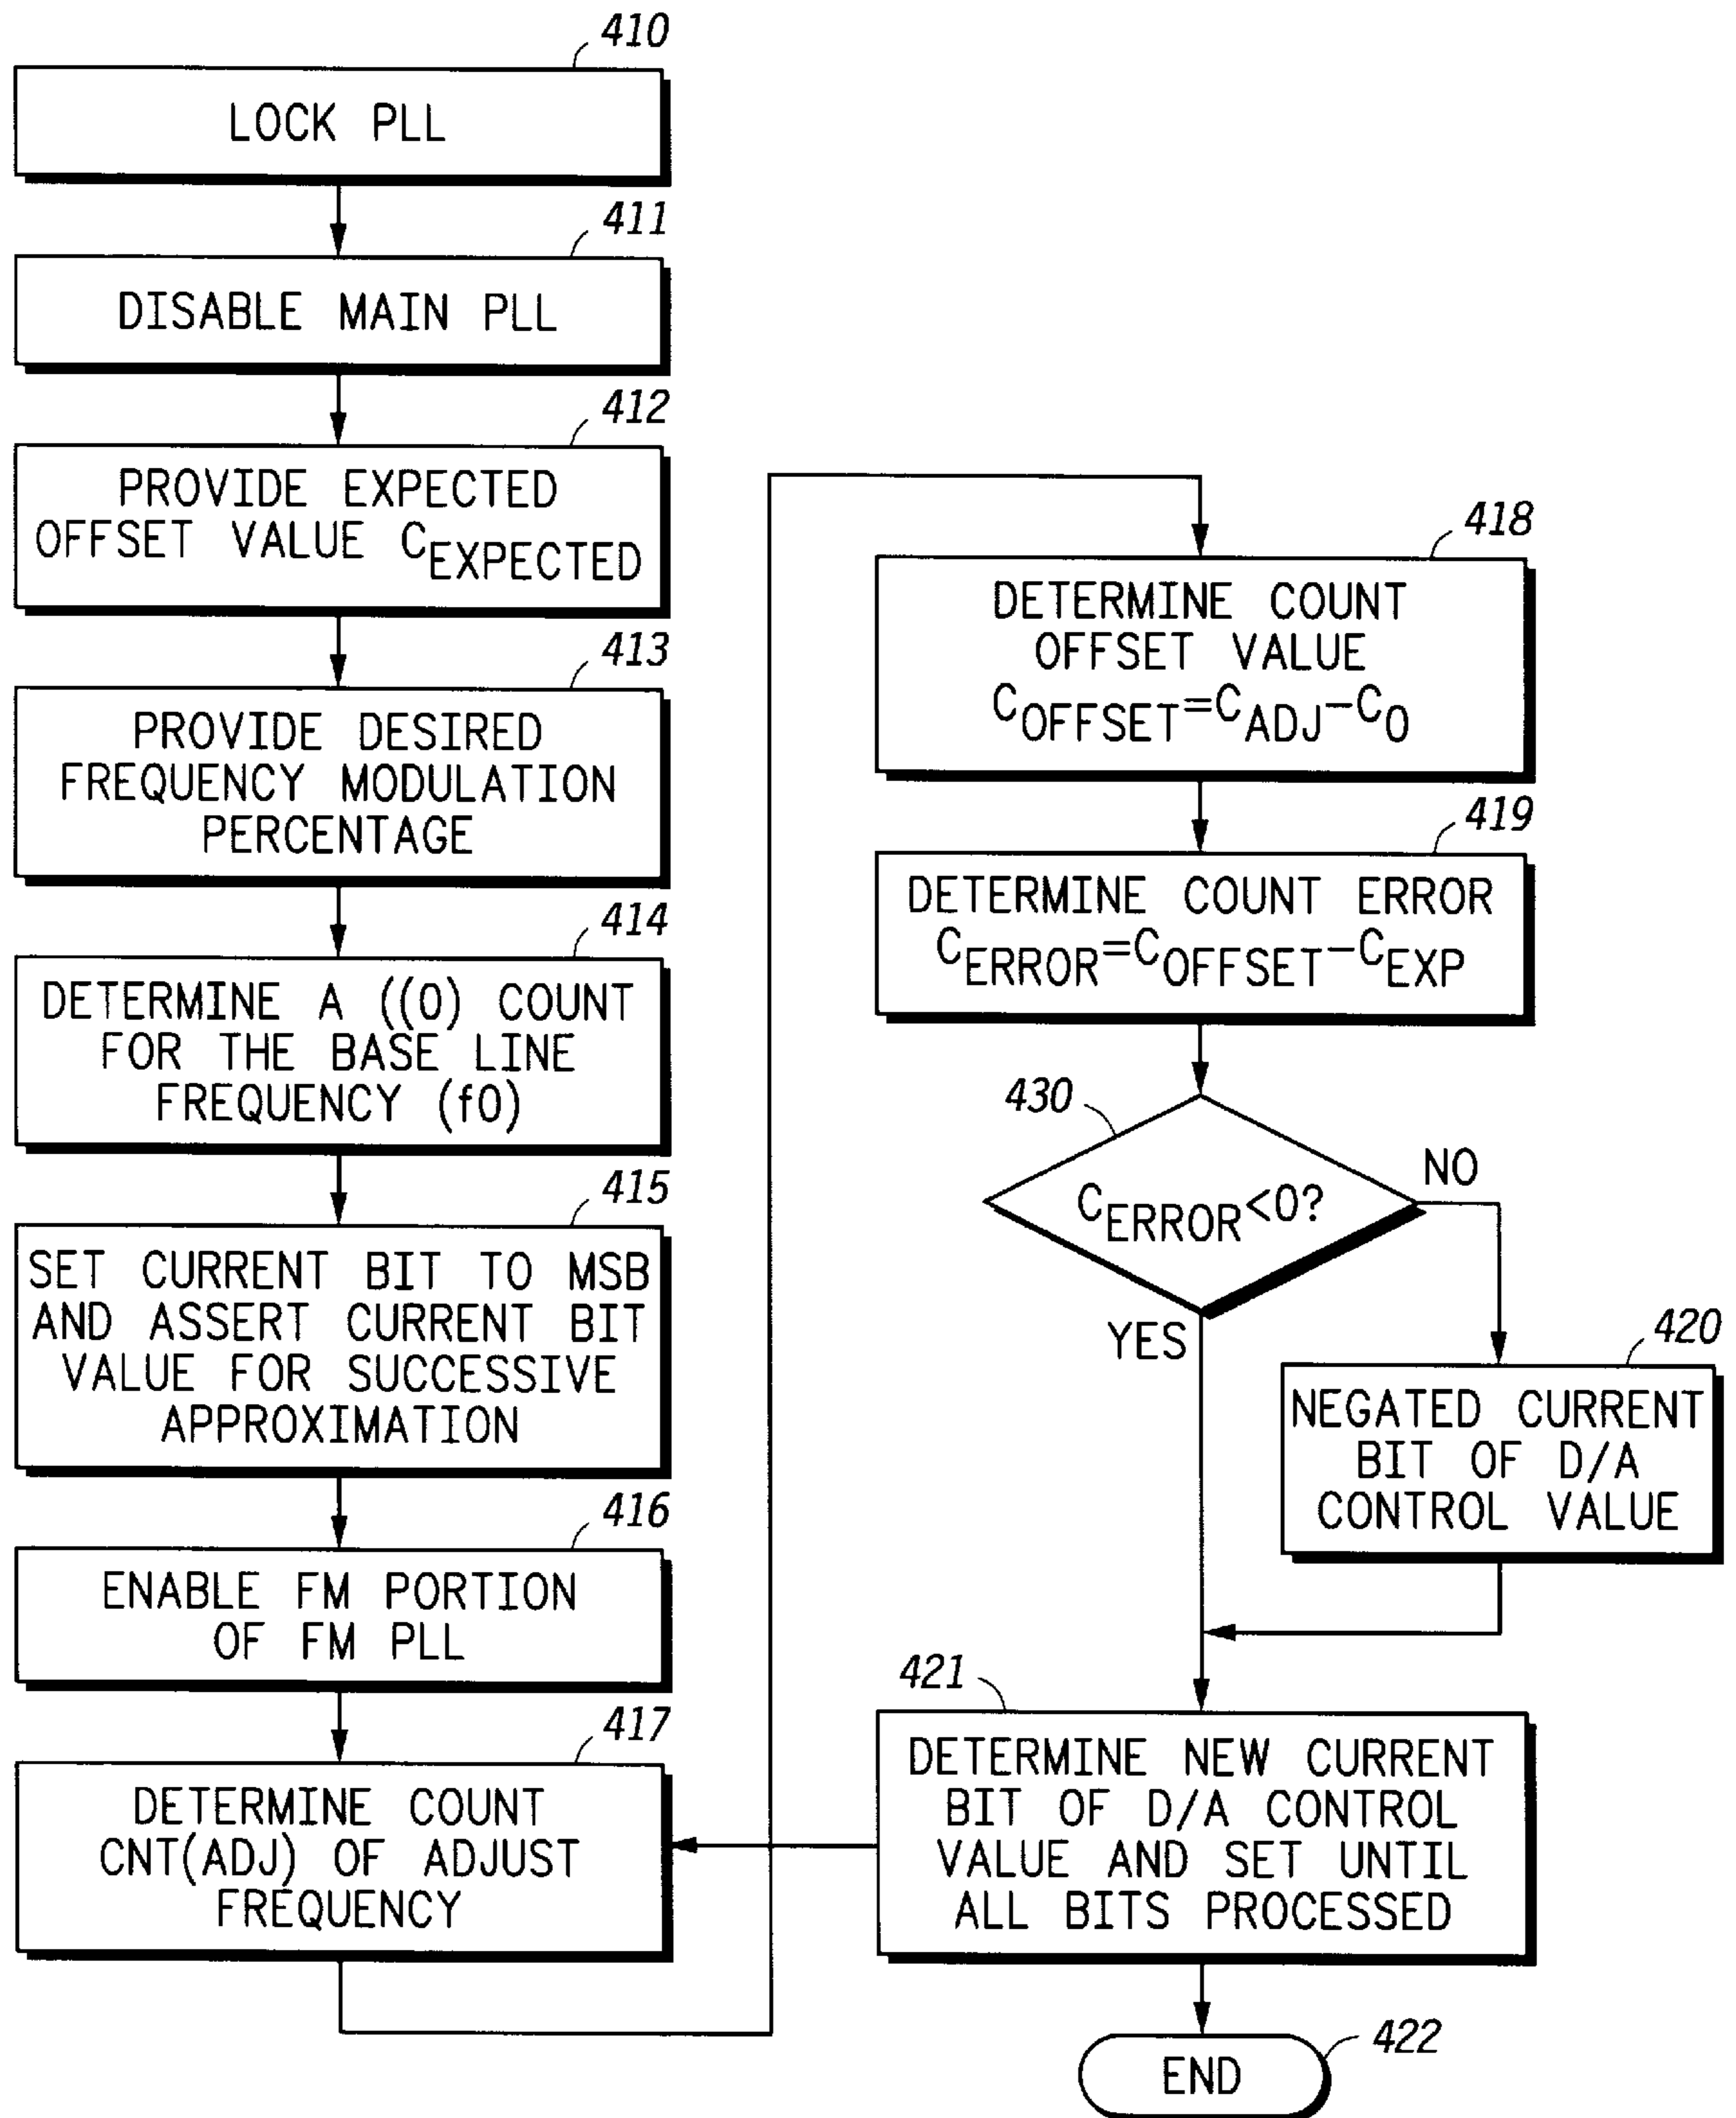 410
LOCK PLL
411
DISABLE MAIN PLL
412
PROVIDE EXPECTED
OFFSET VALUE CEXPECTED
413
PROVIDE DESIRED
FREQUENCY MODULATION
PERCENTAGE
414
DETERMINE A ((0) COUNT
FOR THE BASE LINE
FREQUENCY (f0)
415
SET CURRENT BIT TO MSB
AND ASSERT CURRENT BIT
VALUE FOR SUCCESSIVE
APPROXIMATION
416
ENABLE FM PORTION
OF FM PLL
417
DETERMINE COUNT
CNT(ADJ) OF ADJUST
FREQUENCY
418
DETERMINE COUNT
OFFSET VALUE
COFFSET=CADJ-C0
419
DETERMINE COUNT ERROR
CERROR=COFFSET-CEXP
430
CERROR<0?
NO
YES
420
NEGATED CURRENT
BIT OF D/A
CONTROL VALUE
421
DETERMINE NEW CURRENT
BIT OF D/A CONTROL
VALUE AND SET UNTIL
ALL BITS PROCESSED
END
422